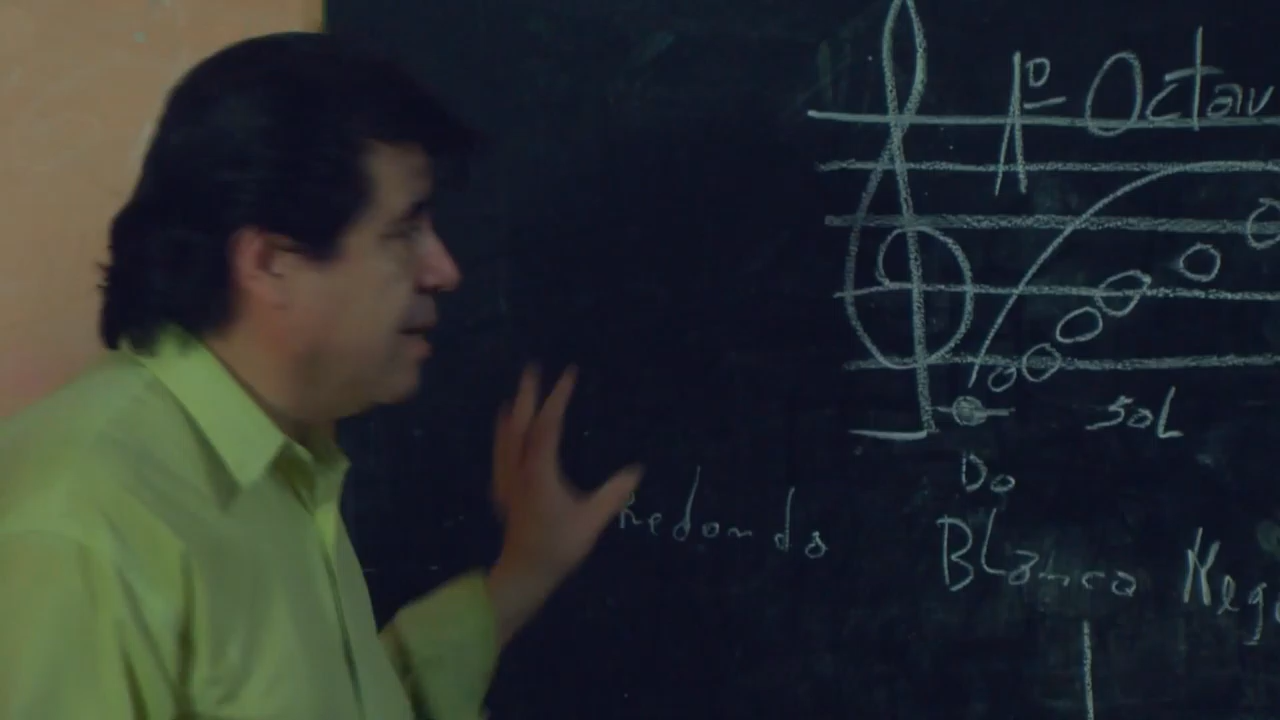 1º Octav
SOL
Do
Redonda
Blanca Neg